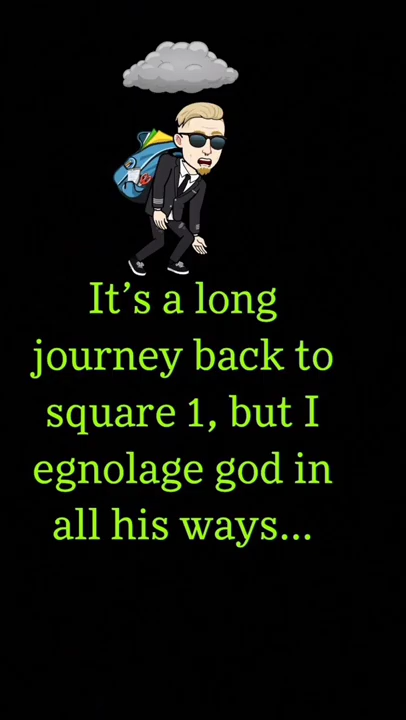 It’s a long
journey back to
square 1, but I
egnolage god in
all his ways...